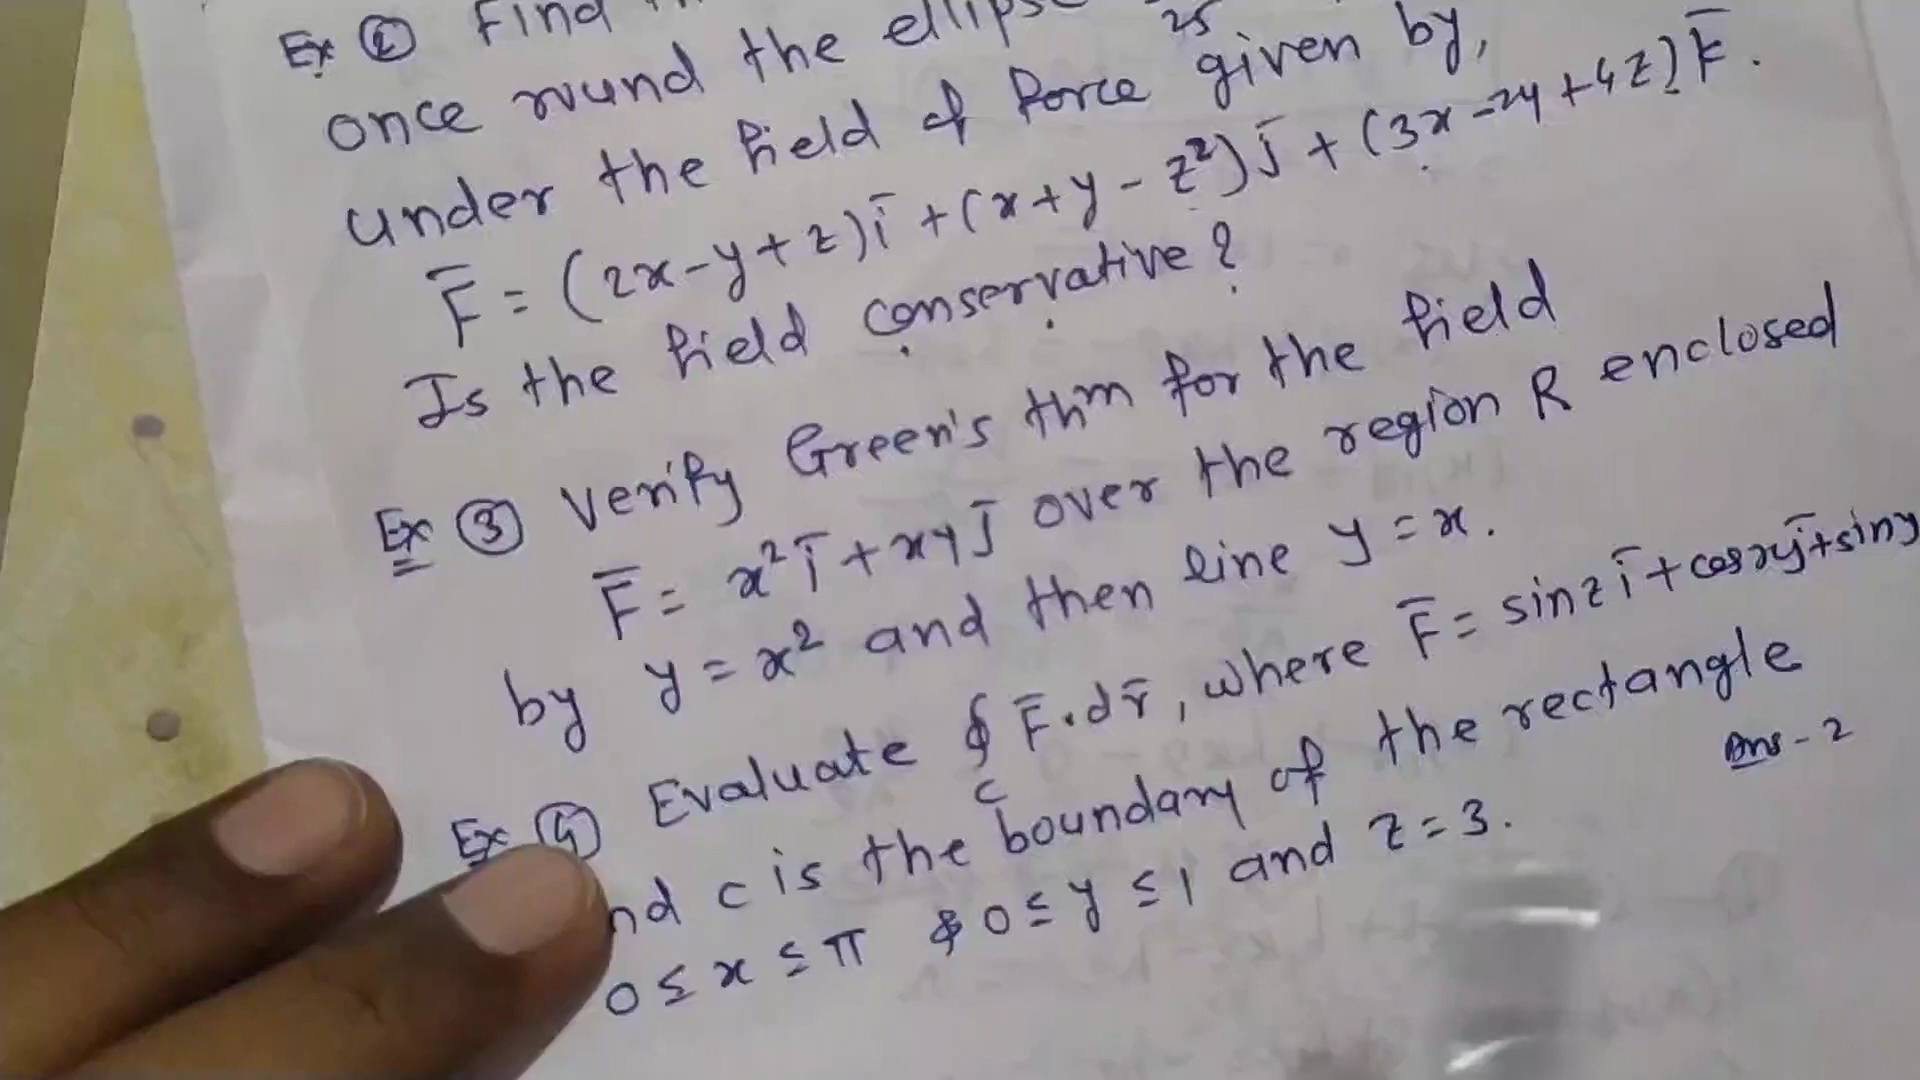 Ex ② Find
once round the ellipse 25
under the field of force given by,
F̅ = (2x-y+z)i̅ + (x+y-z²)j̅ + (3x-2y+4z)k̅.
Is the field conservative?
Ex ③ Verify Green's thm for the field
F̅ = x²i̅ + xyj̅ over the region R enclosed
by y = x² and then line y = x.
Ex ④ Evaluate ∮c F̅.dr̅, where F̅ = sinz i̅ + cosxj̅+siny
nd c is the boundary of the rectangle
0≤x≤π & 0≤y≤1 and z=3.
Ans-2